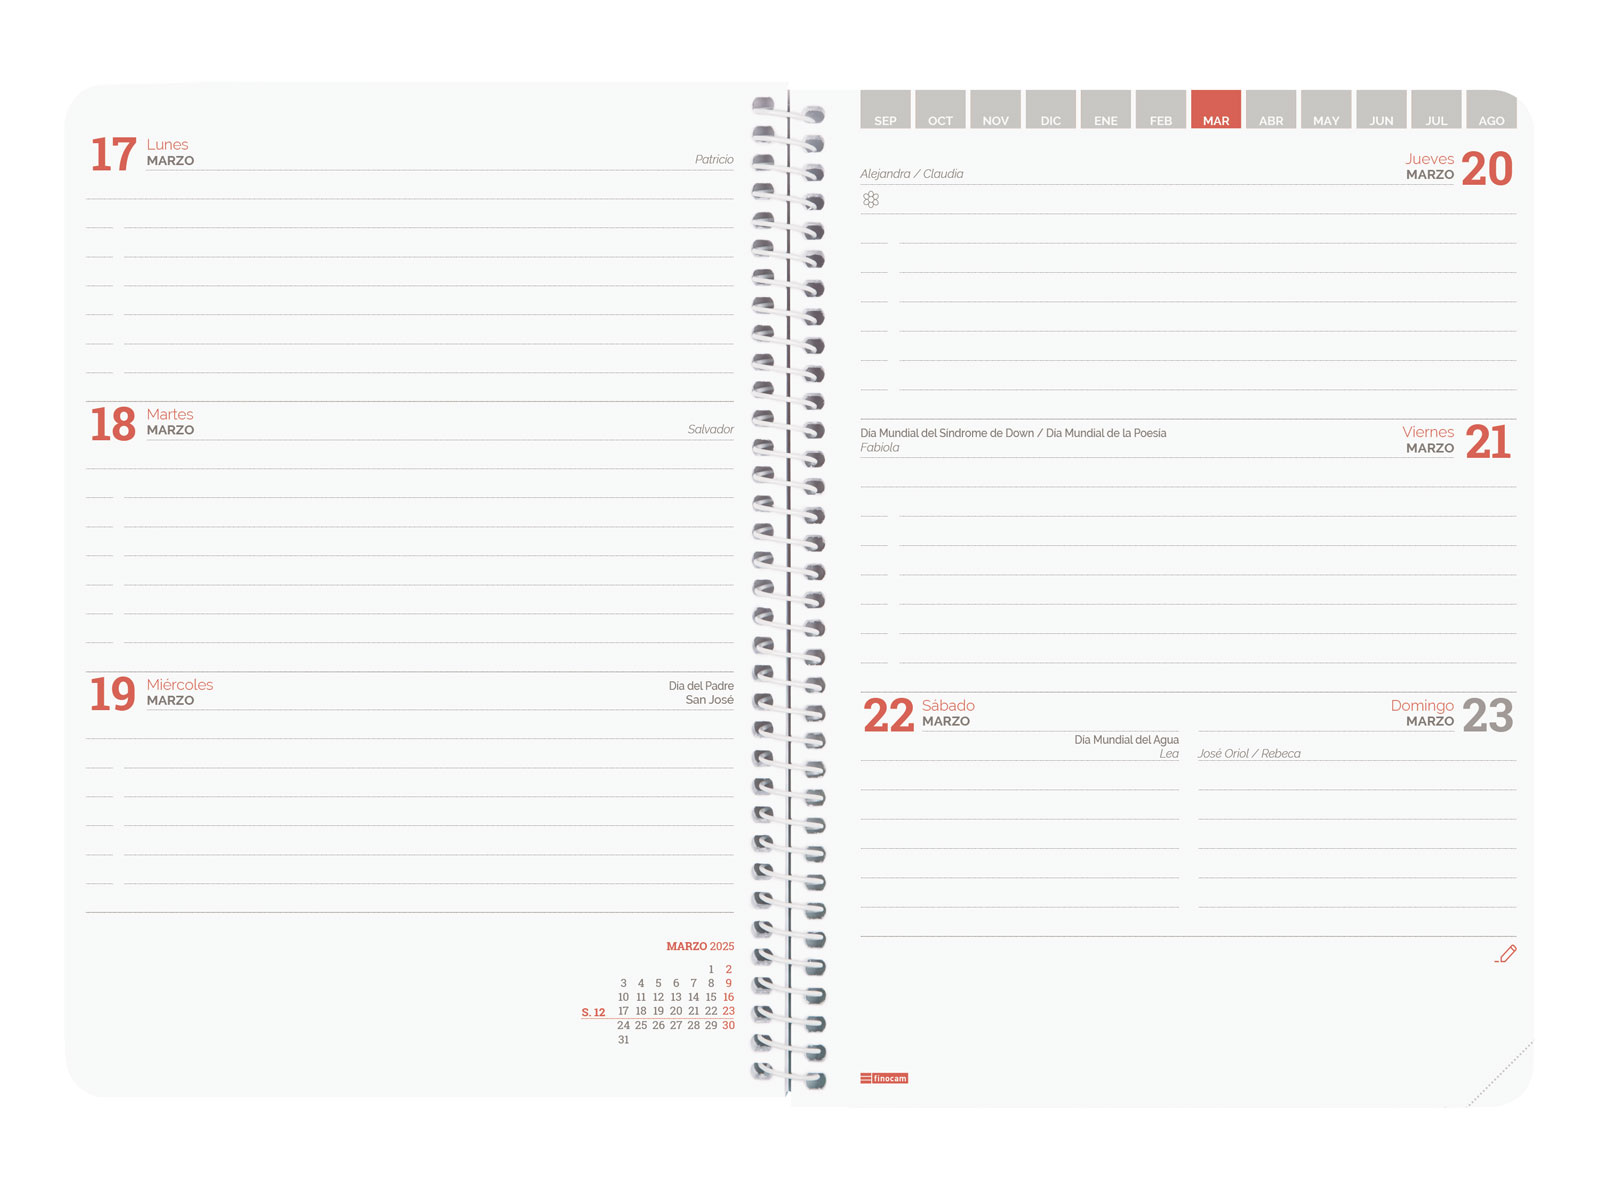 17 Lunes
MARZO
Patricio
18 Martes
MARZO
Salvador
19 Miércoles
MARZO
Día del Padre
San José
MARZO 2025
1 2
3 4 5 6 7 8 9
10 11 12 13 14 15 16
S. 12 17 18 19 20 21 22 23
24 25 26 27 28 29 30
31
SEP OCT NOV DIC ENE FEB MAR ABR MAY JUN JUL AGO
Jueves 20
MARZO
Alejandra / Claudia
Día Mundial del Síndrome de Down / Día Mundial de la Poesía
Fabiola
Viernes 21
MARZO
22 Sábado
MARZO
Día Mundial del Agua
Lea
Domingo 23
MARZO
José Oriol / Rebeca
finocam